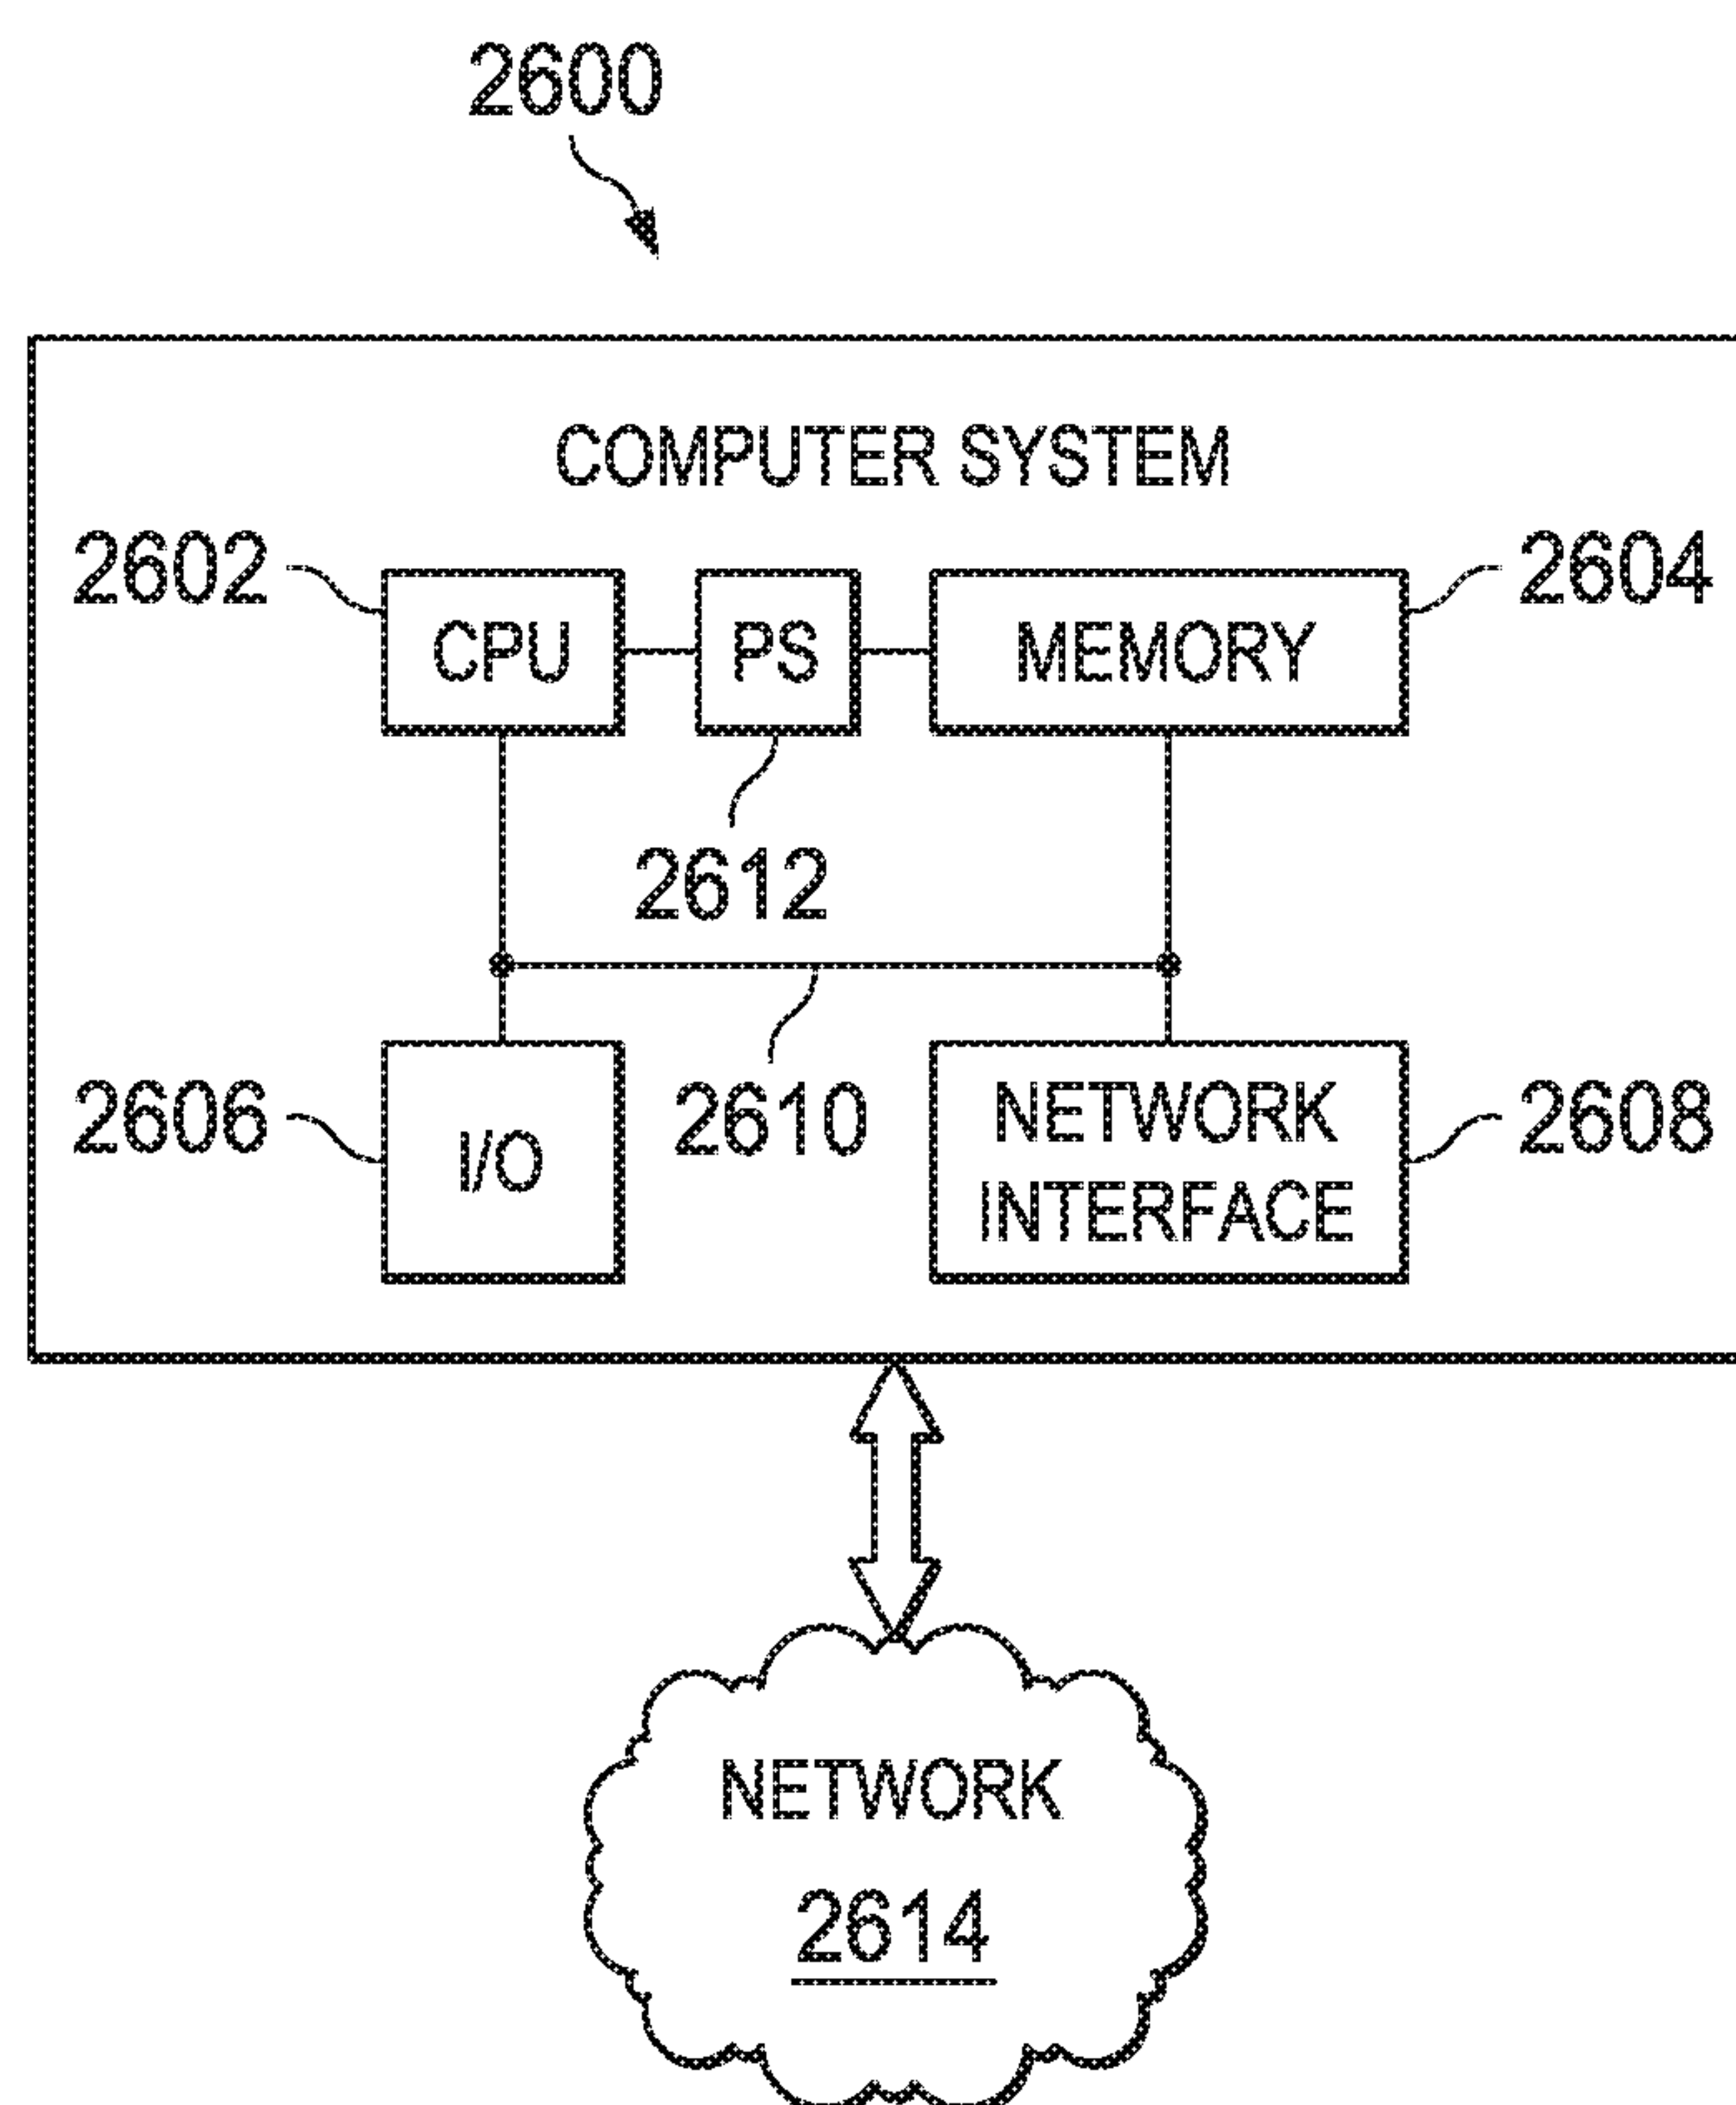 2600
COMPUTER SYSTEM
2602
2604
CPU
PS
MEMORY
2612
2606
I/O
2610
NETWORK
INTERFACE
2608
NETWORK
2614